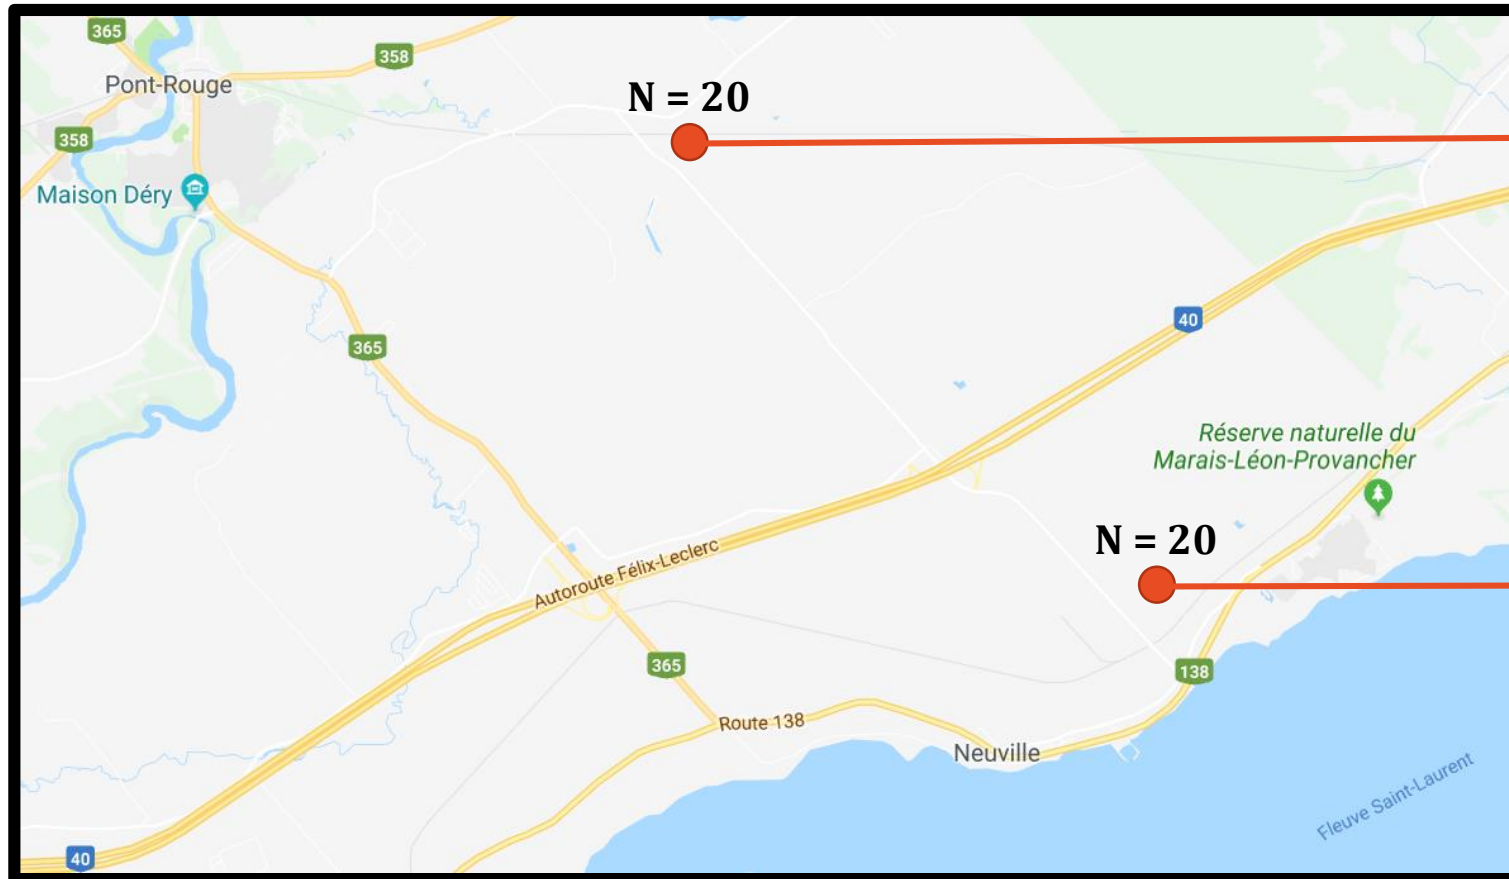 365
358
Pont-Rouge
N = 20
358
Maison Déry
40
365
Réserve naturelle du
Marais-Léon-Provancher
N = 20
Autoroute Félix-Leclerc
365
138
Route 138
Neuville
Fleuve Saint-Laurent
40